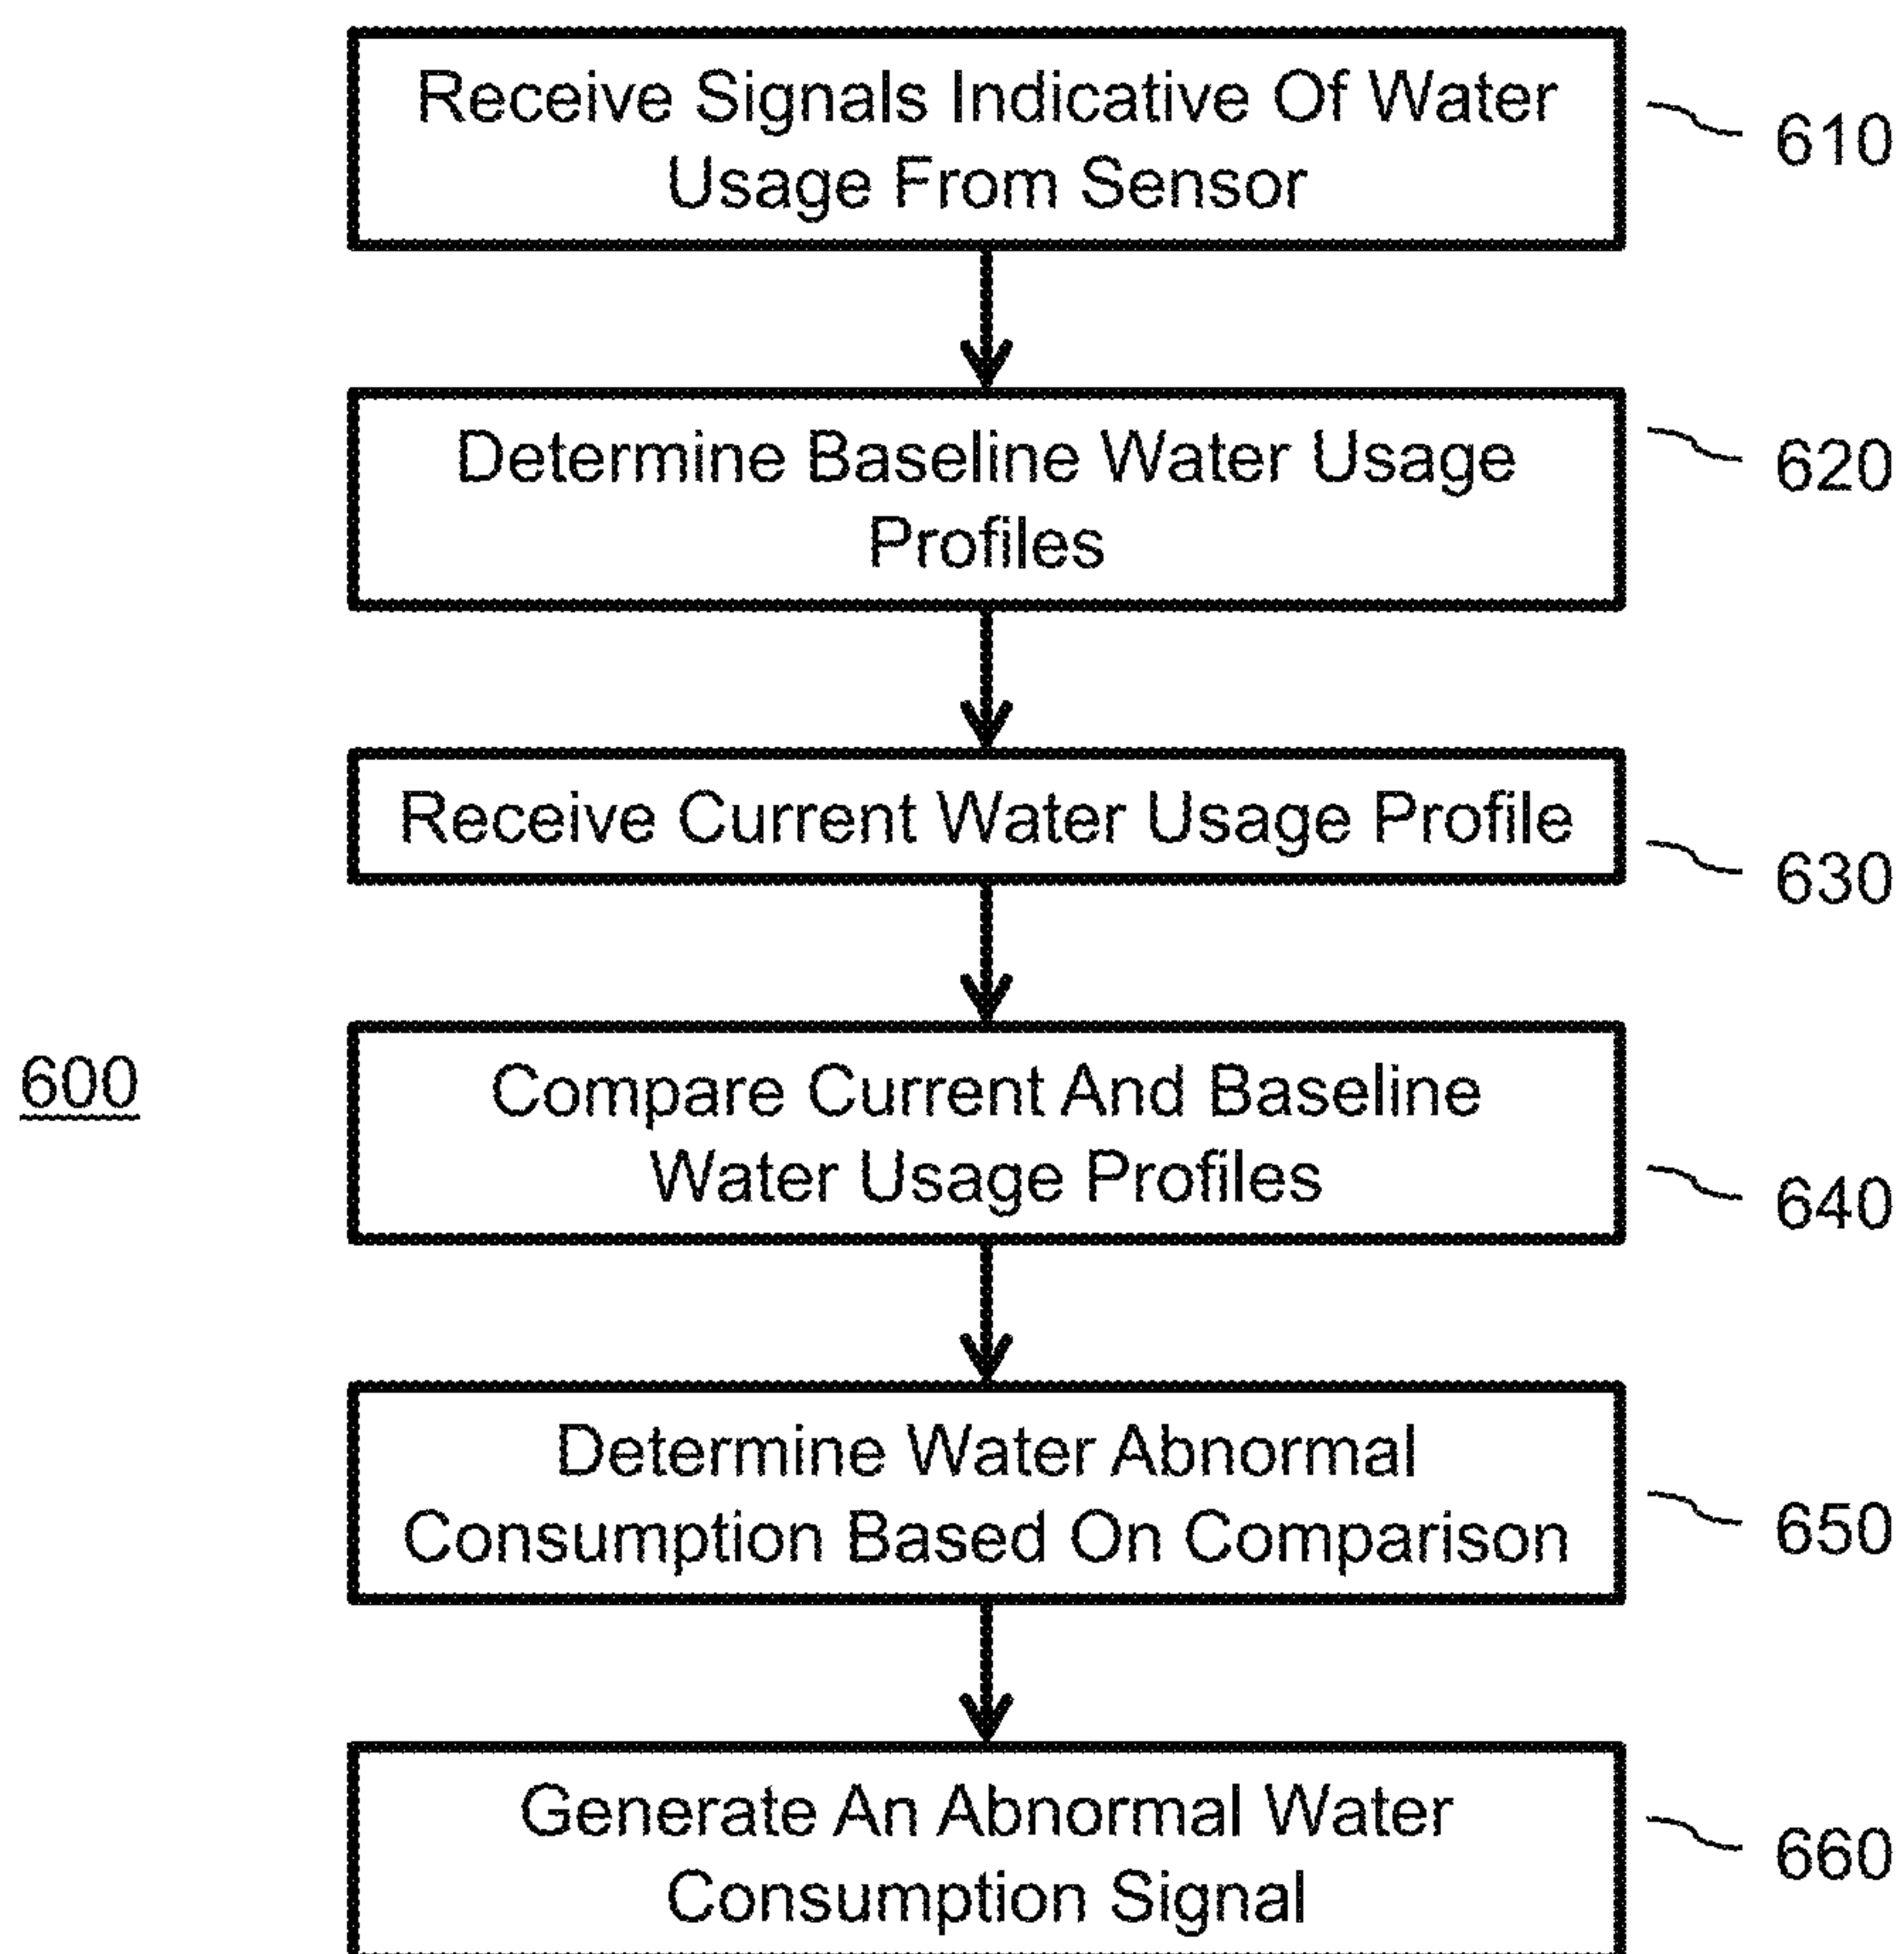 Receive Signals Indicative Of Water
Usage From Sensor
610
Determine Baseline Water Usage
Profiles
620
Receive Current Water Usage Profile
630
600
Compare Current And Baseline
Water Usage Profiles
640
Determine Water Abnormal
Consumption Based On Comparison
650
Generate An Abnormal Water
Consumption Signal
660